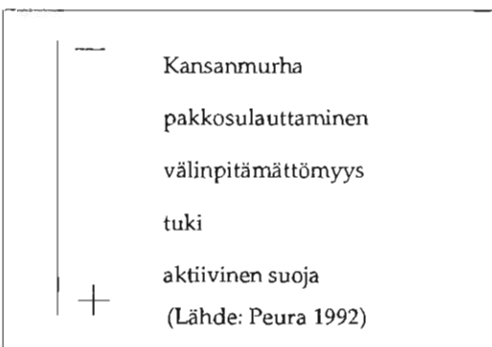 —
Kansanmurha
pakkosulauttaminen
välinpitämättömyys
tuki
aktiivinen suoja
+
(Lähde: Peura 1992)